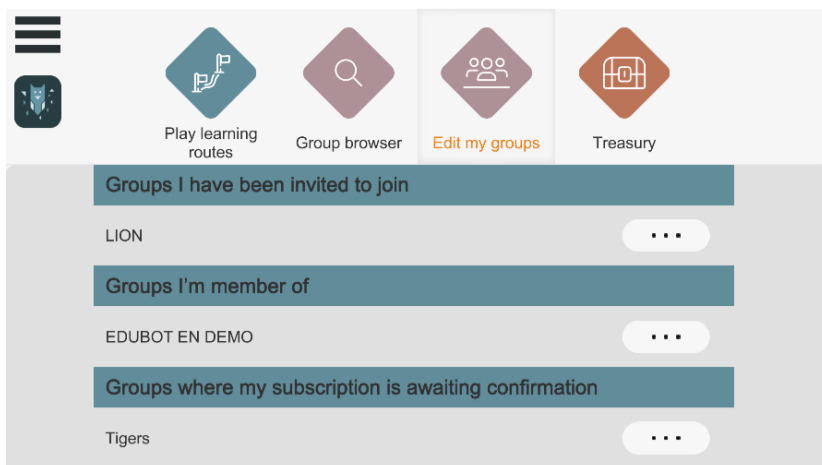 Play learning
routes
Group browser
Edit my groups
Treasury
Groups I have been invited to join
LION
Groups I’m member of
EDUBOT EN DEMO
Groups where my subscription is awaiting confirmation
Tigers